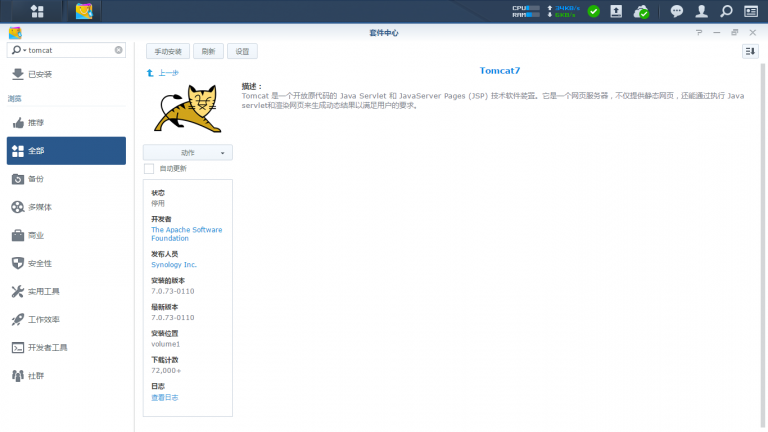 CPU 34KB/s
RAM 6KB/s
套件中心
tomcat
手动安装 刷新 设置
已安装
浏览
推荐
全部
备份
多媒体
商业
安全性
实用工具
工作效率
开发者工具
社群
上一步
Tomcat7
描述：
Tomcat 是一个开放原代码的 Java Servlet 和 JavaServer Pages (JSP) 技术软件装置。它是一个网页服务器，不仅提供静态网页，还能通过执行 Java
servlet和渲染网页来生成动态结果以满足用户的要求。
动作
自动更新
状态
停用
开发者
The Apache Software
Foundation
发布人员
Synology Inc.
安装的版本
7.0.73-0110
最新版本
7.0.73-0110
安装位置
volume1
下载计数
72,000+
日志
查看日志